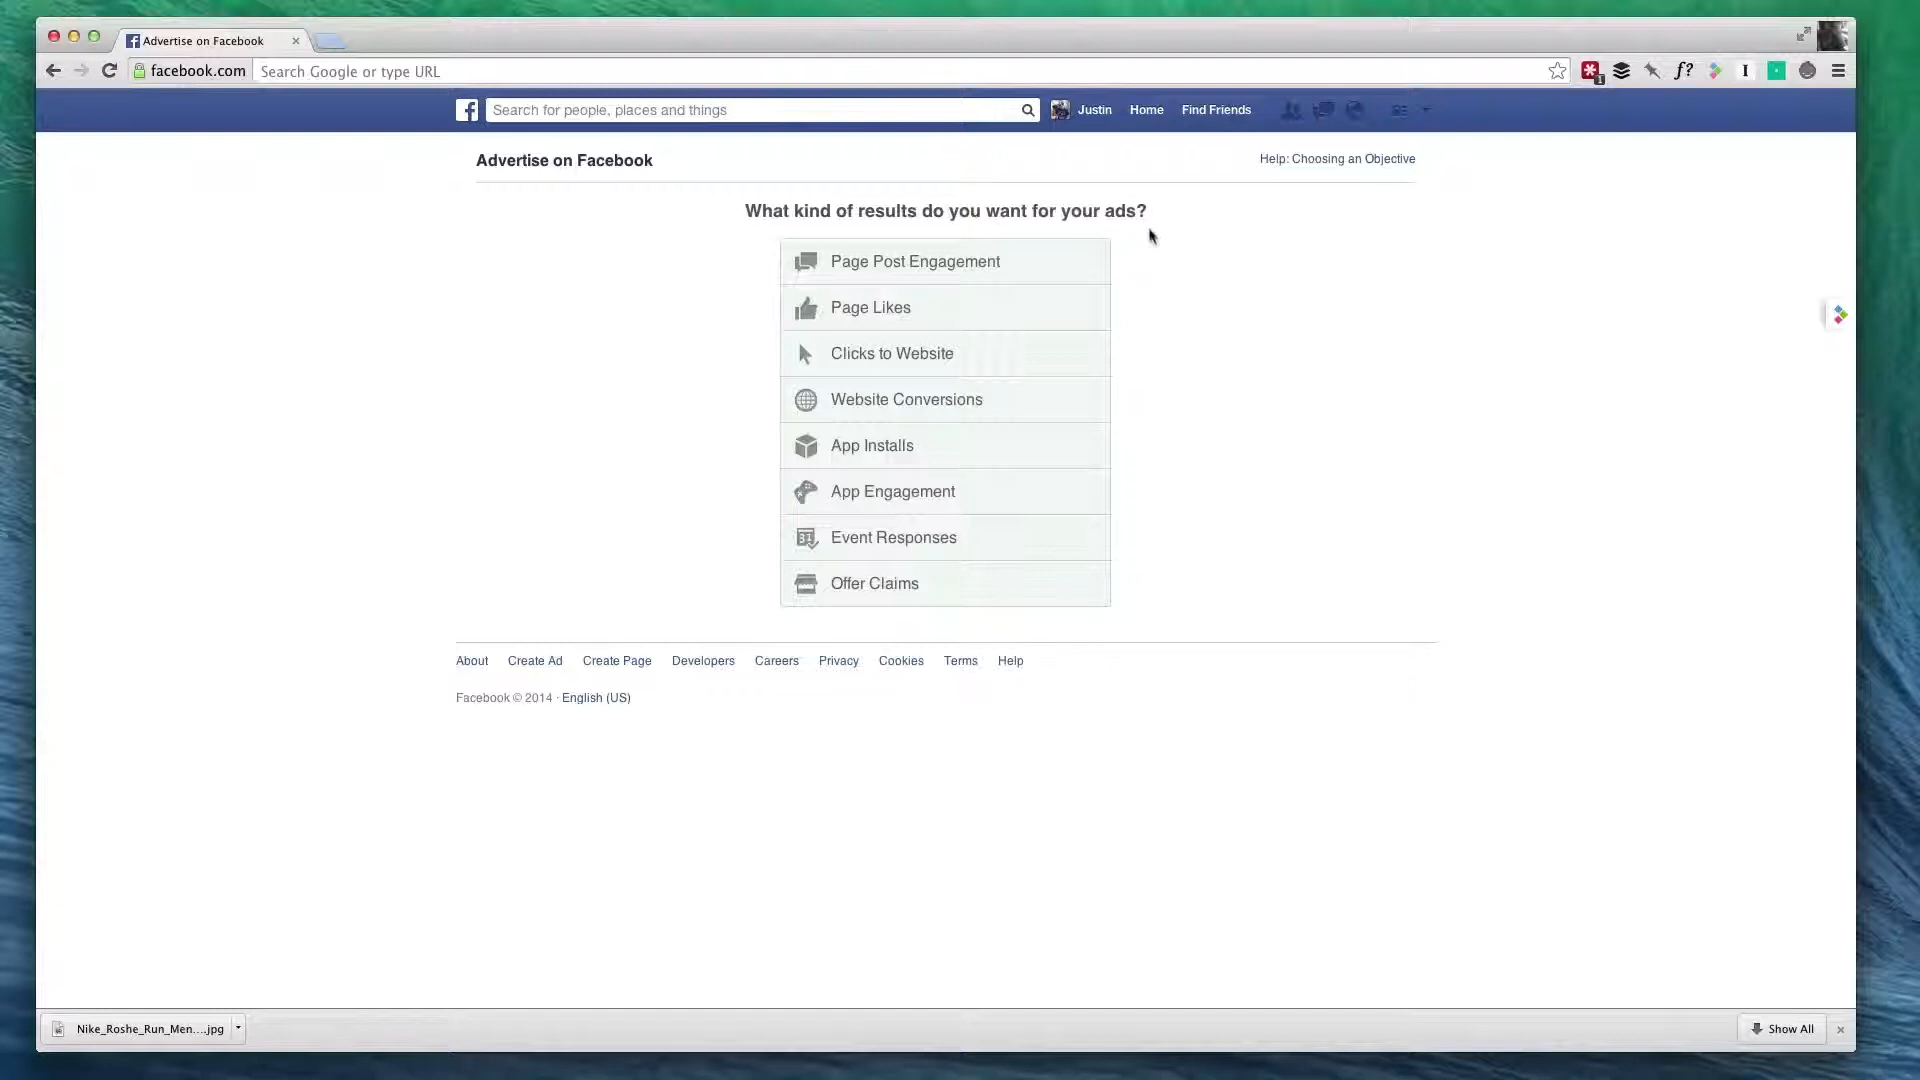 Advertise on Facebook
facebook.com
Search Google or type URL
f?
I
1
Search for people, places and things
Justin
Home
Find Friends
Advertise on Facebook
Help: Choosing an Objective
What kind of results do you want for your ads?
Page Post Engagement
Page Likes
Clicks to Website
Website Conversions
App Installs
App Engagement
31
Event Responses
Offer Claims
About Create Ad Create Page Developers Careers Privacy Cookies Terms Help
Facebook © 2014 · English (US)
Nike_Roshe_Run_Men....jpg
Show All